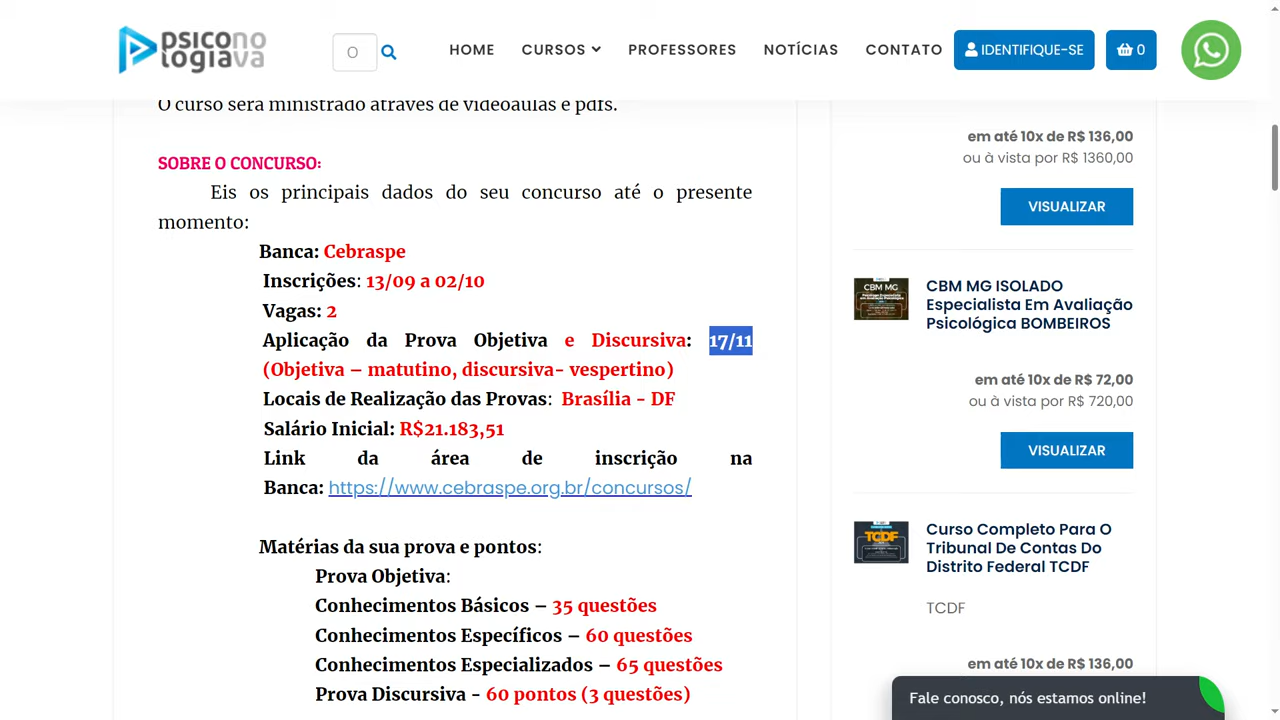 psiconologiava
O
HOME
CURSOS
PROFESSORES
NOTÍCIAS
CONTATO
IDENTIFIQUE-SE
0
O curso será ministrado através de videoaulas e pdfs.
SOBRE O CONCURSO:
Eis os principais dados do seu concurso até o presente
momento:
Banca: Cebraspe
Inscrições: 13/09 a 02/10
Vagas: 2
Aplicação da Prova Objetiva e Discursiva: 17/11
(Objetiva – matutino, discursiva- vespertino)
Locais de Realização das Provas: Brasília - DF
Salário Inicial: R$21.183,51
Link da área de inscrição na
Banca: https://www.cebraspe.org.br/concursos/
Matérias da sua prova e pontos:
Prova Objetiva:
Conhecimentos Básicos – 35 questões
Conhecimentos Específicos – 60 questões
Conhecimentos Especializados – 65 questões
Prova Discursiva - 60 pontos (3 questões)
em até 10x de R$ 136,00
ou à vista por R$ 1360,00
VISUALIZAR
CBM MG
CBM MG ISOLADO
Especialista Em Avaliação
Psicológica BOMBEIROS
em até 10x de R$ 72,00
ou à vista por R$ 720,00
VISUALIZAR
TCDF
Curso Completo Para O
Tribunal De Contas Do
Distrito Federal TCDF
TCDF
em até 10x de R$ 136,00
Fale conosco, nós estamos online!